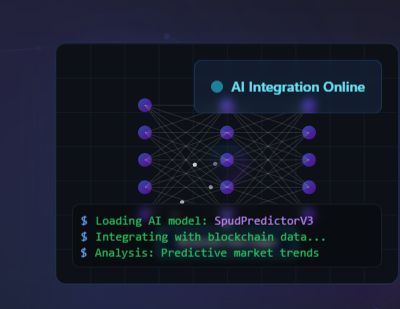 AI Integration Online
$ Loading AI model: SpudPredictorV3
$ Integrating with blockchain data...
$ Analysis: Predictive market trends